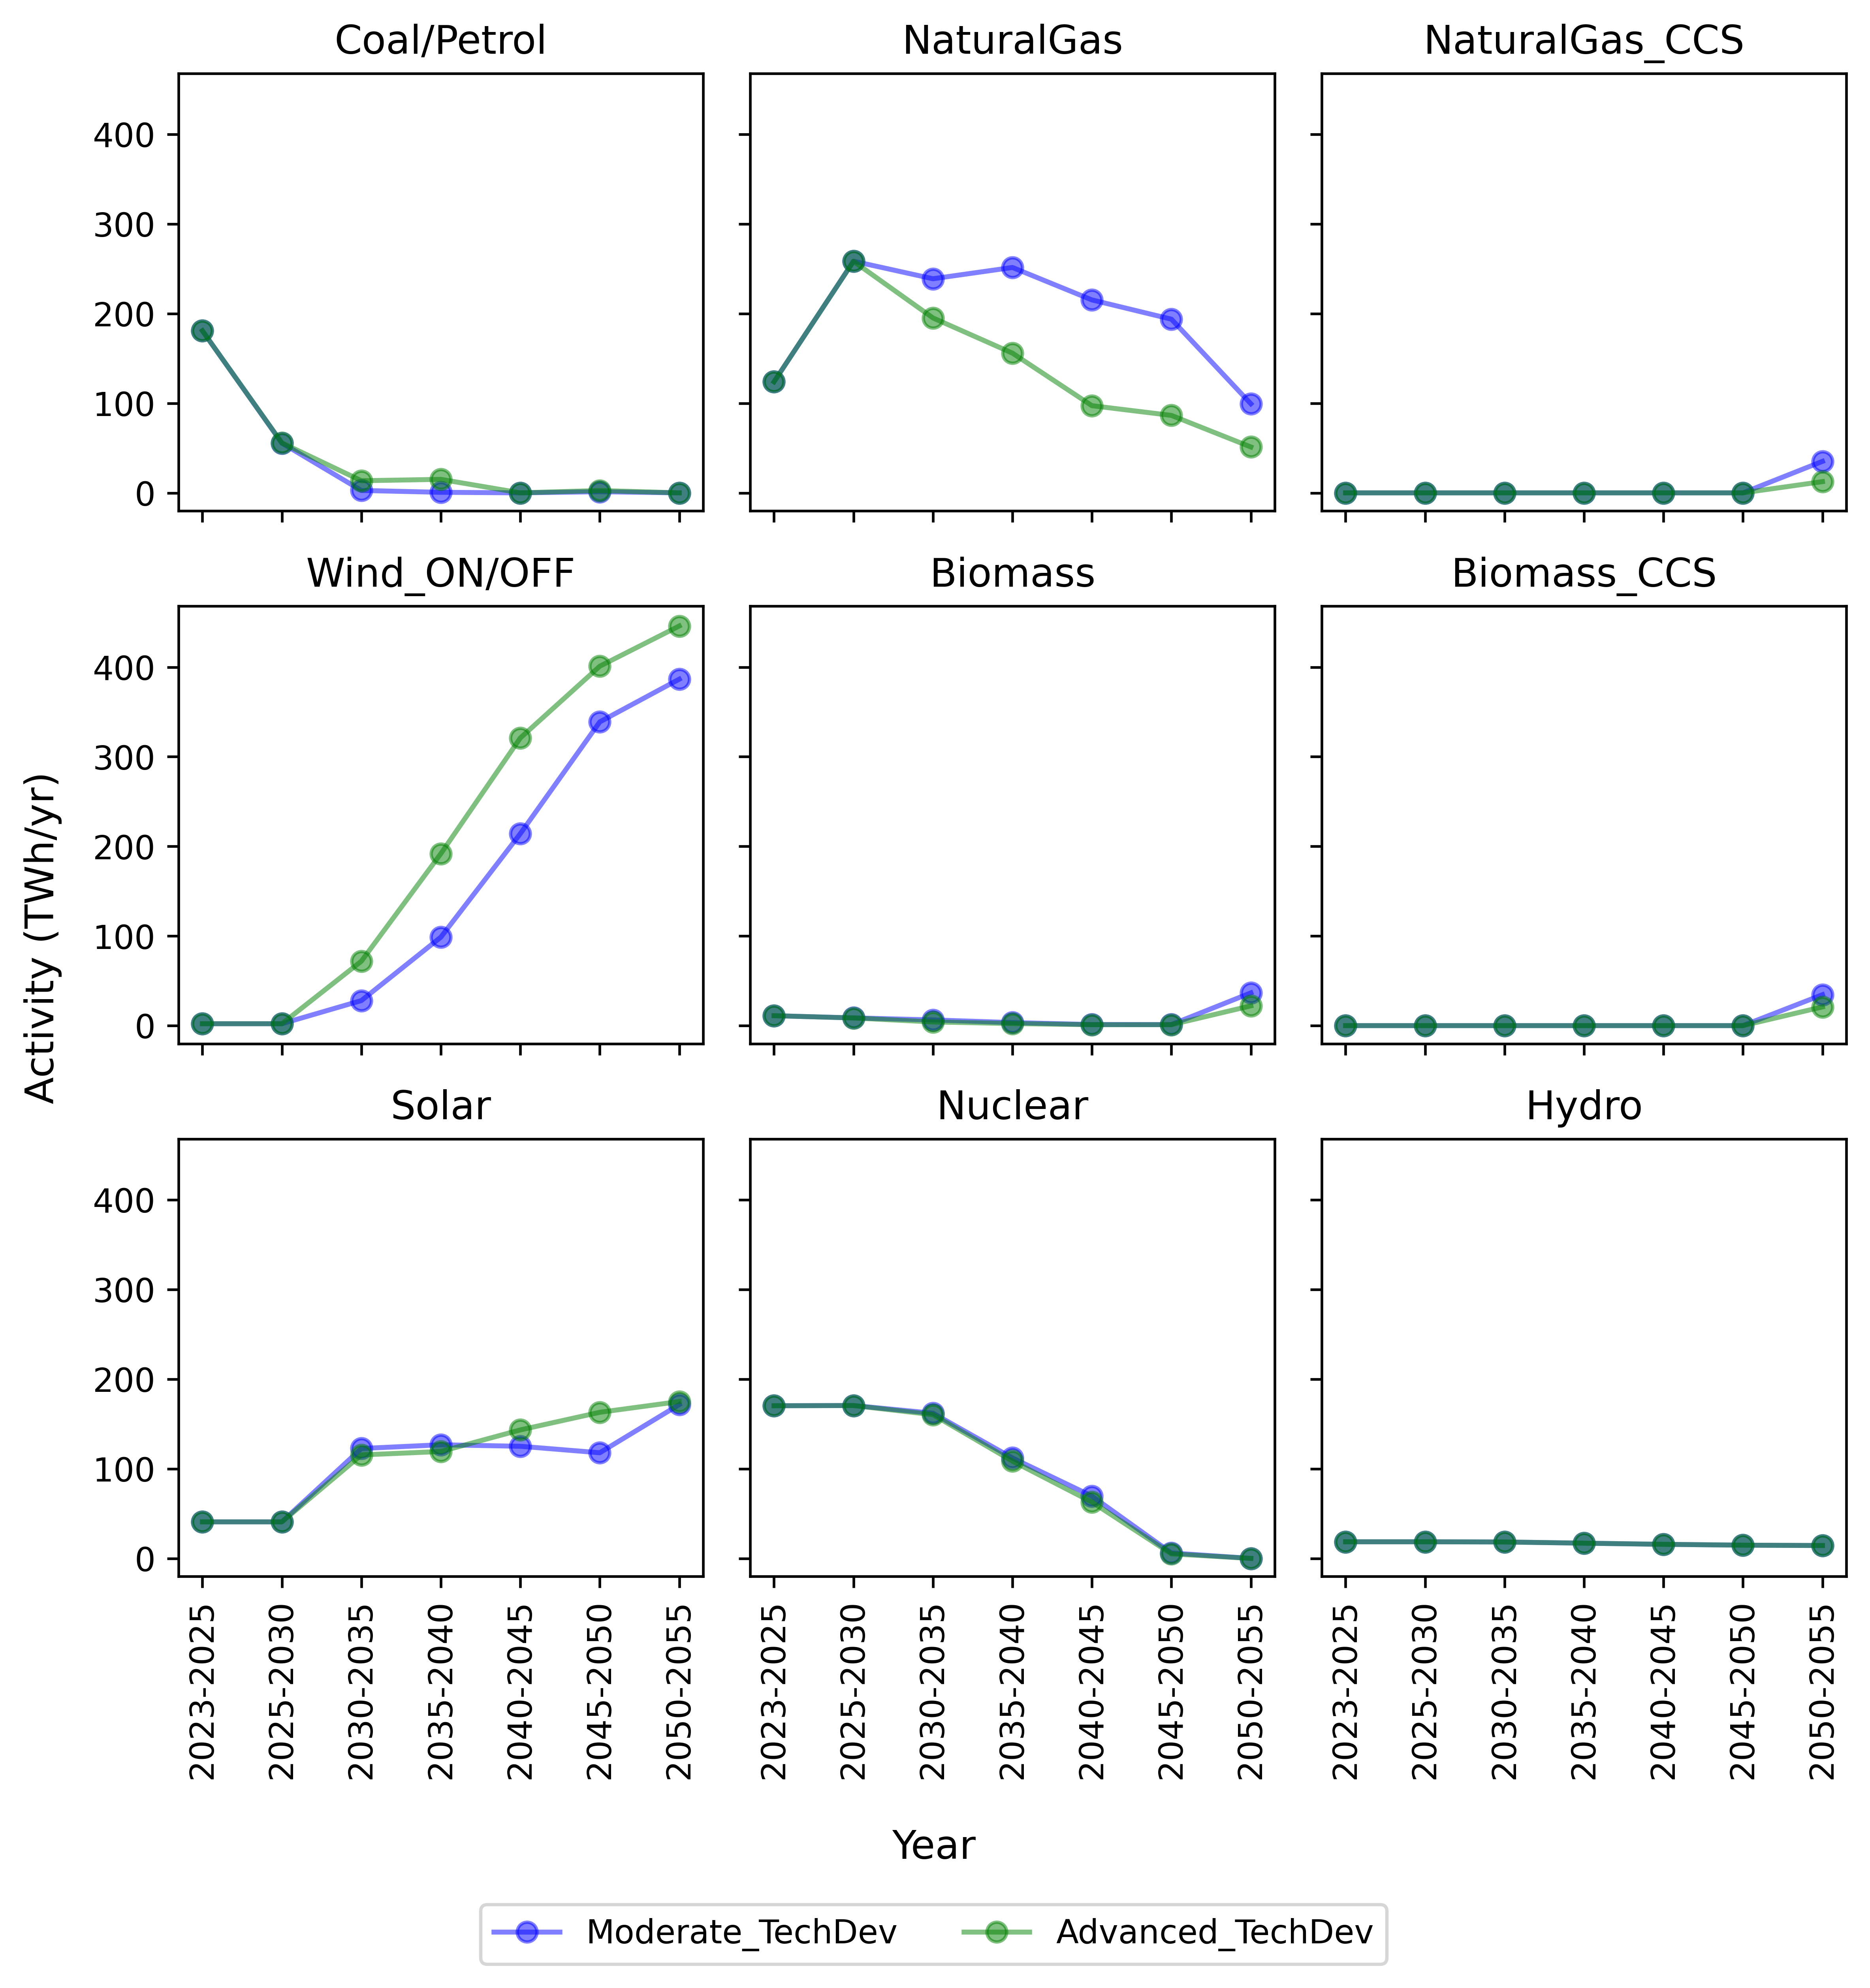 Coal/Petrol
NaturalGas
NaturalGas_CCS
400
300
200
100
0
Wind_ON/OFF
Biomass
Biomass_CCS
400
300
200
100
0
Activity (TWh/yr)
Solar
Nuclear
Hydro
400
300
200
100
0
2023-2025
2025-2030
2030-2035
2035-2040
2040-2045
2045-2050
2050-2055
2023-2025
2025-2030
2030-2035
2035-2040
2040-2045
2045-2050
2050-2055
2023-2025
2025-2030
2030-2035
2035-2040
2040-2045
2045-2050
2050-2055
Year
Moderate_TechDev
Advanced_TechDev